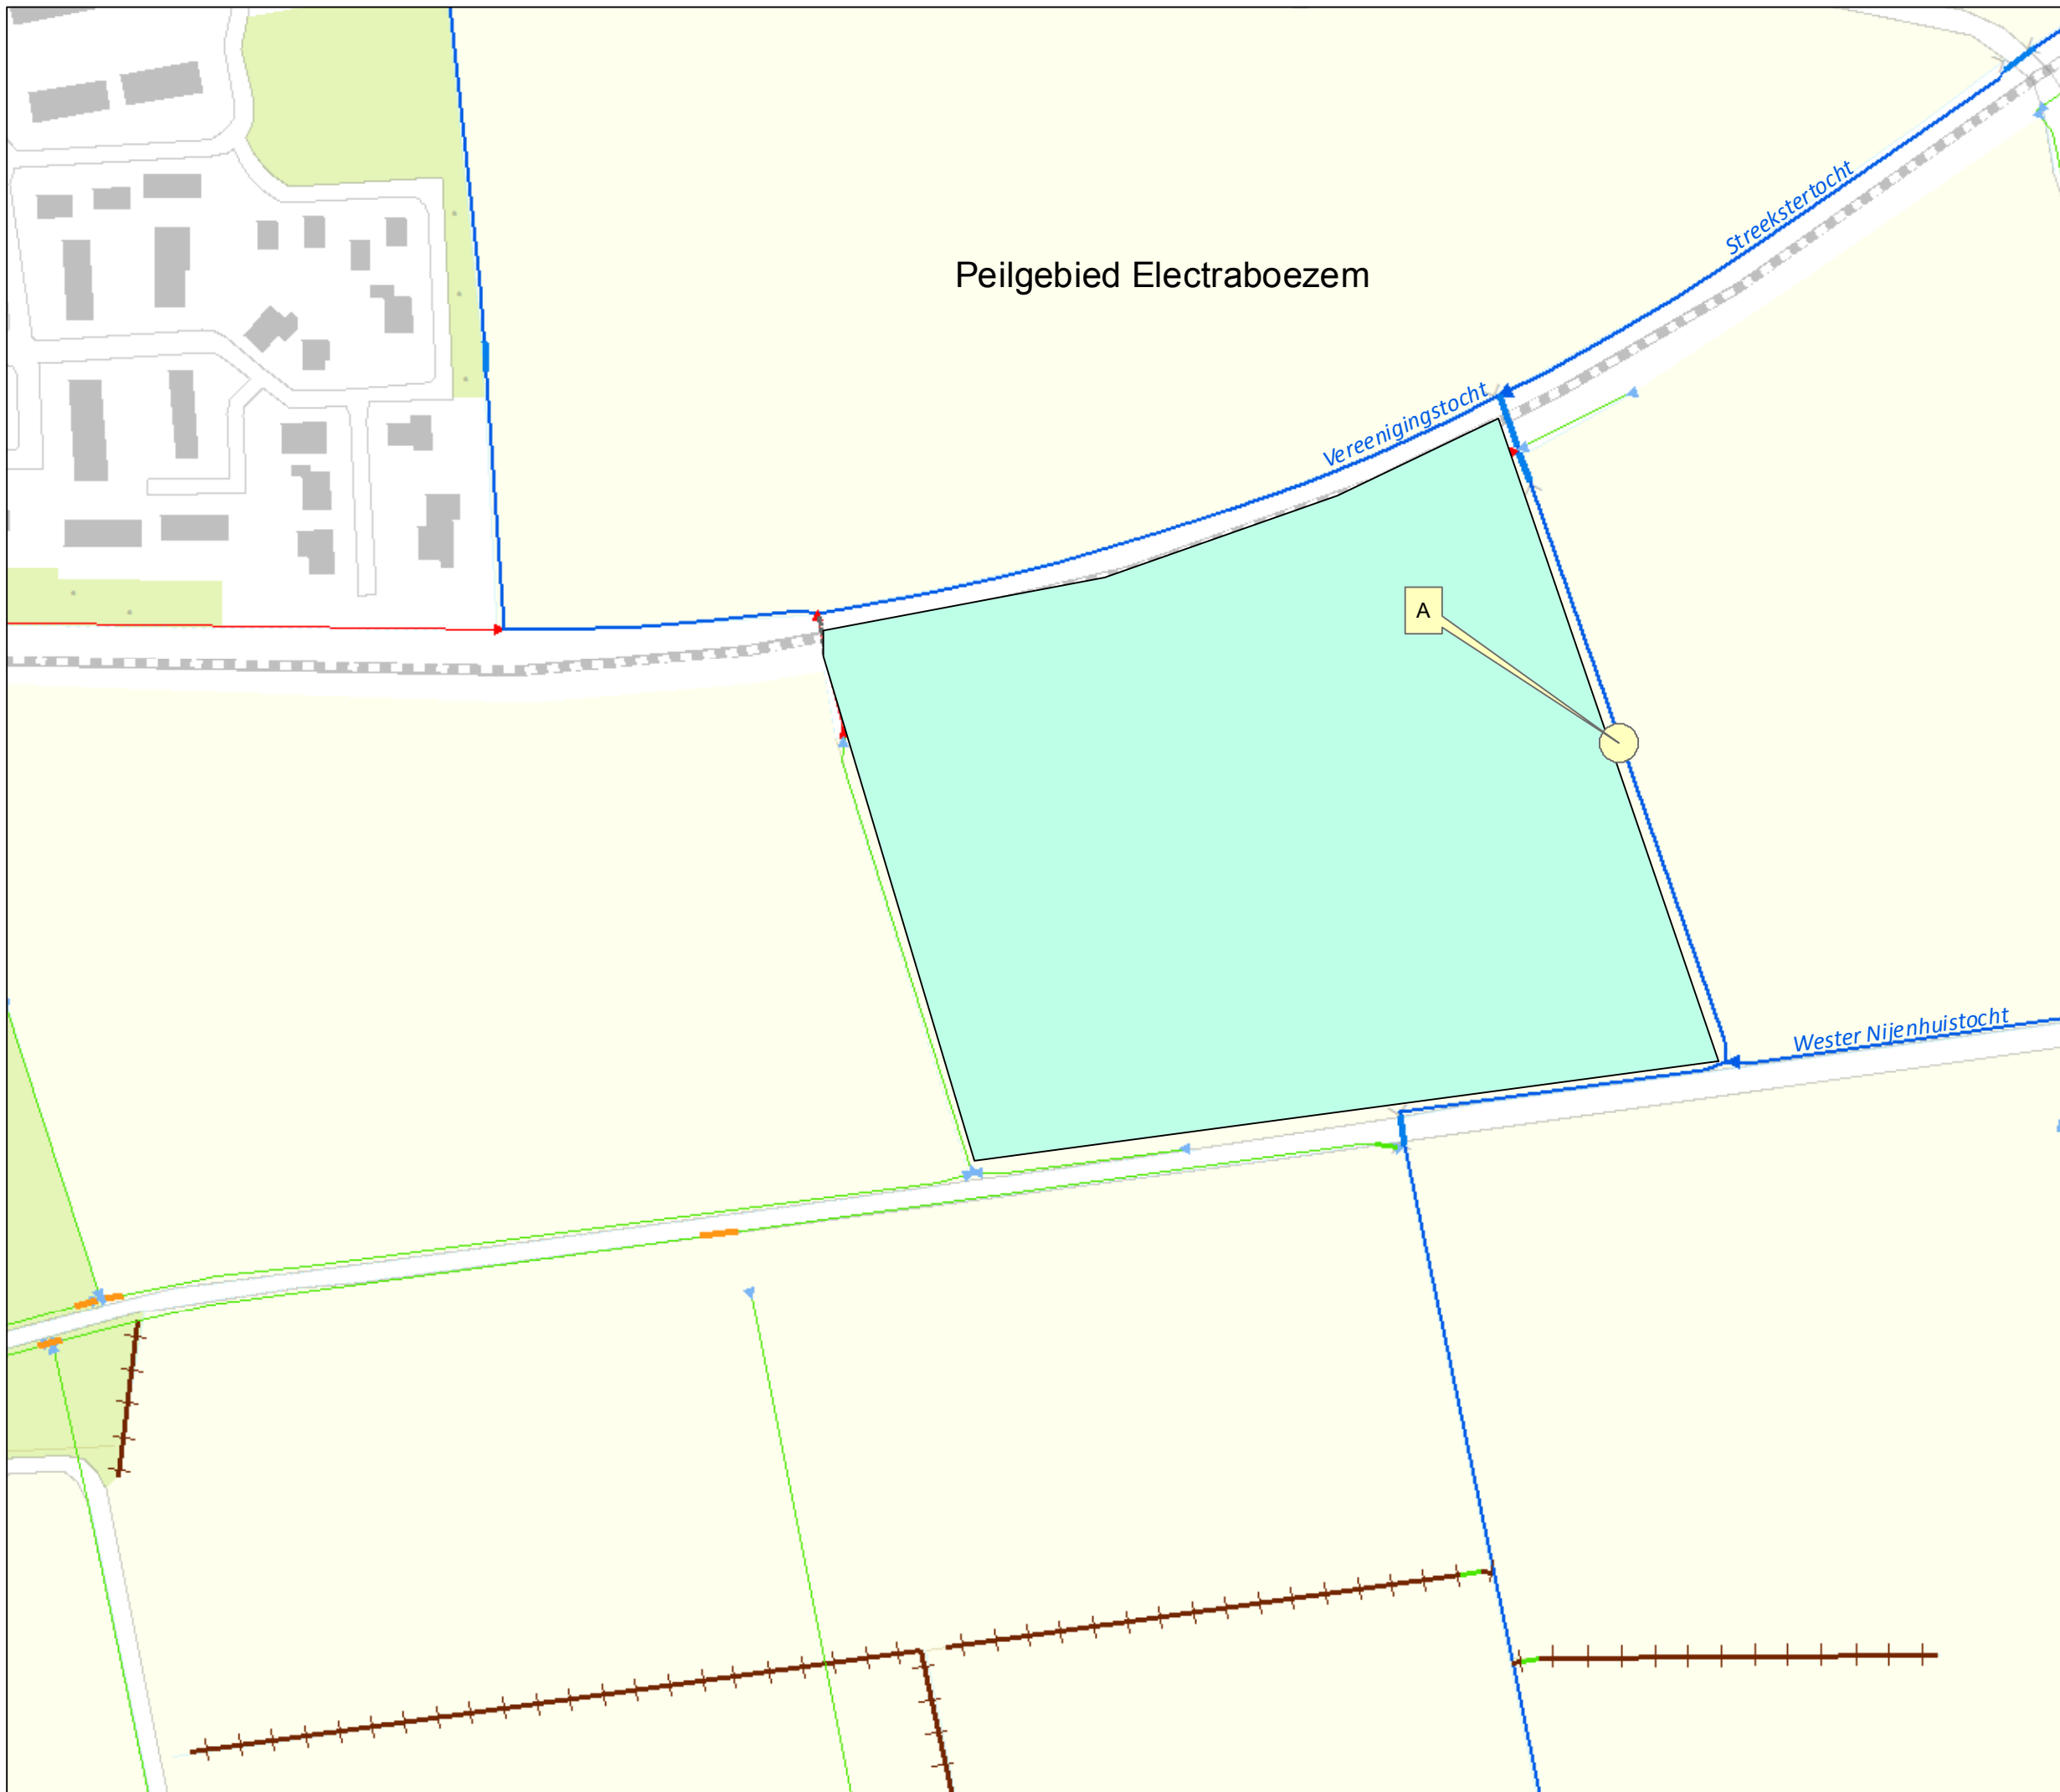 Streekstertocht
Peilgebied Electraboezem
Vereenigingstocht
A
Wester Nijenhuistocht